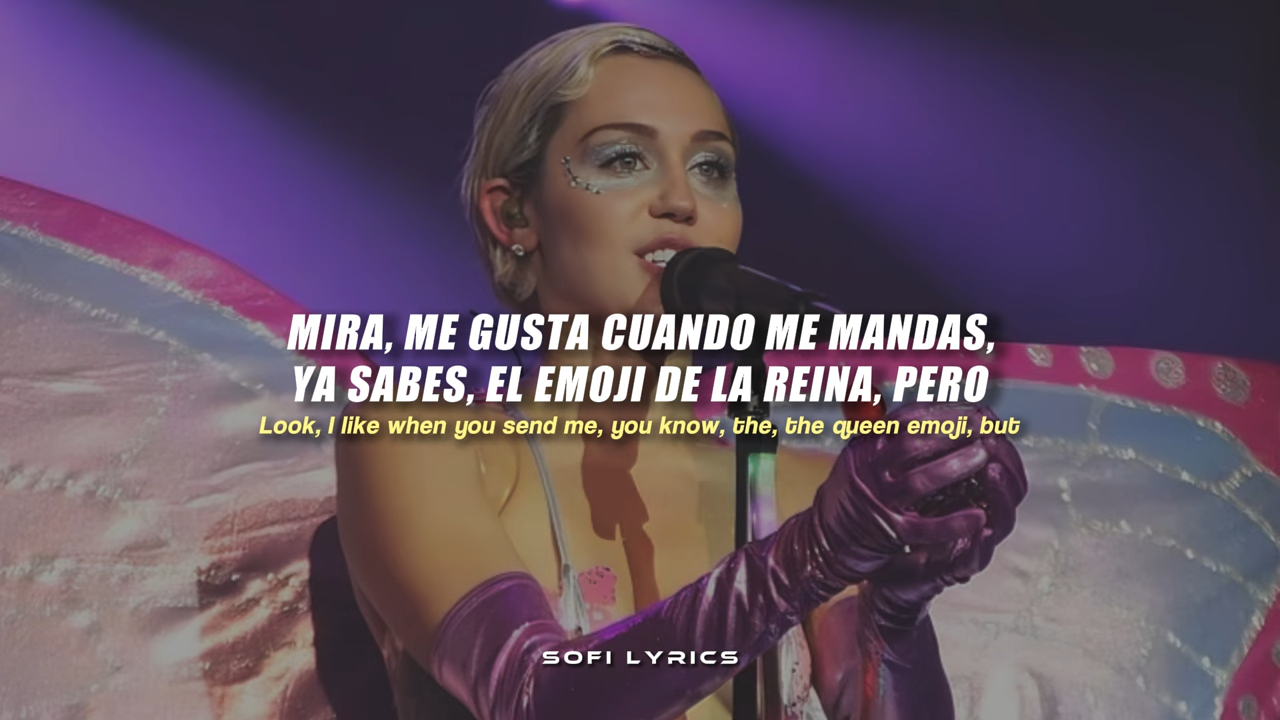 MIRA, ME GUSTA CUANDO ME MANDAS,
YA SABES, EL EMOJI DE LA REINA, PERO
Look, I like when you send me, you know, the, the queen emoji, but
SOFI LYRICS